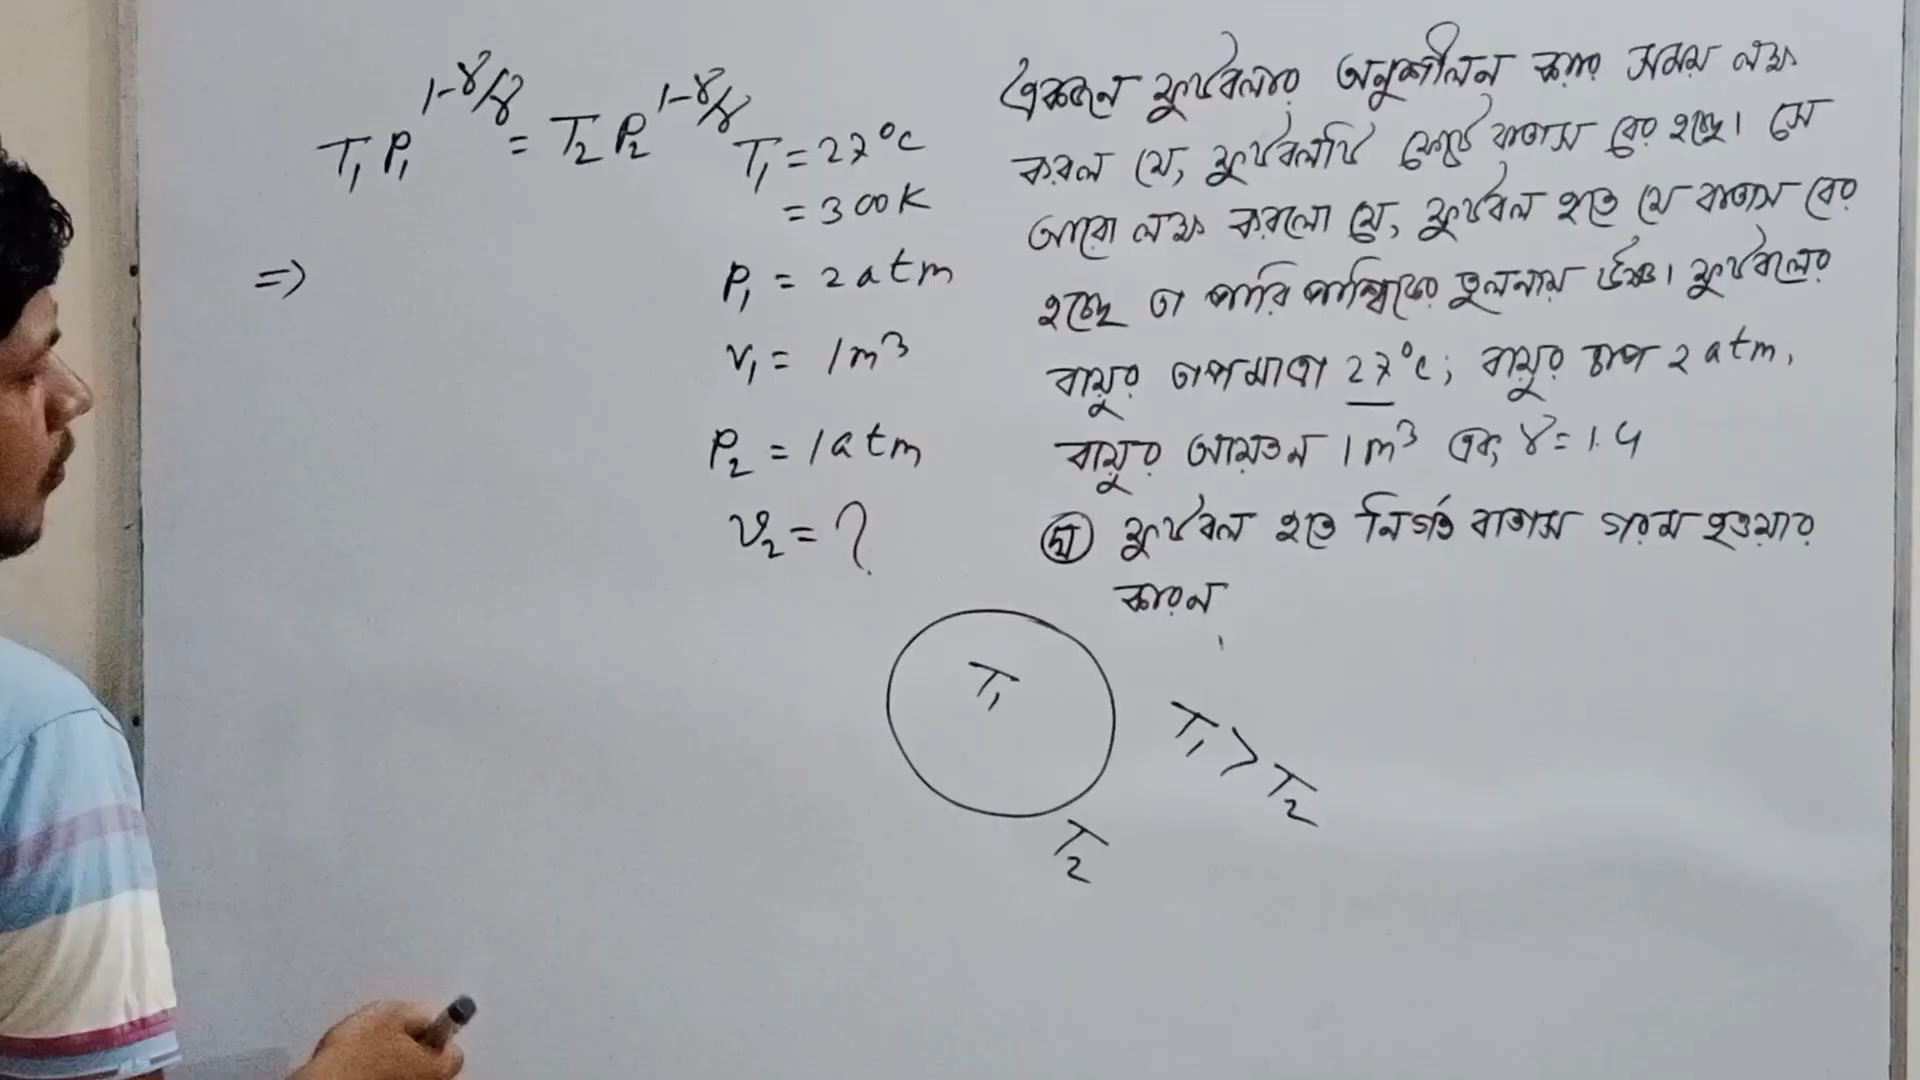 T₁P₁^(1-γ/γ) = T₂P₂^(1-γ/γ)
⇒
T₁ = 27°C
= 300K
P₁ = 2atm
V₁ = 1m³
P₂ = 1atm
V₂ = ?
একজন ফুটবলার অনুশীলন করার সময় লক্ষ্য
করল যে, ফুটবলটি ফেটে বাতাস বের হচ্ছে। সে
আরো লক্ষ্য করলো যে, ফুটবল হতে যে বাতাস বের
হচ্ছে তা পারিপার্শ্বিকের তুলনায় উষ্ণ। ফুটবলের
বায়ুর তাপমাত্রা 27°C; বায়ুর চাপ 2atm,
বায়ুর আয়তন 1m³ এবং γ = 1.4
ঘ ফুটবল হতে নির্গত বাতাস গরম হওয়ার
কারন
T₁
T₁ > T₂
T₂